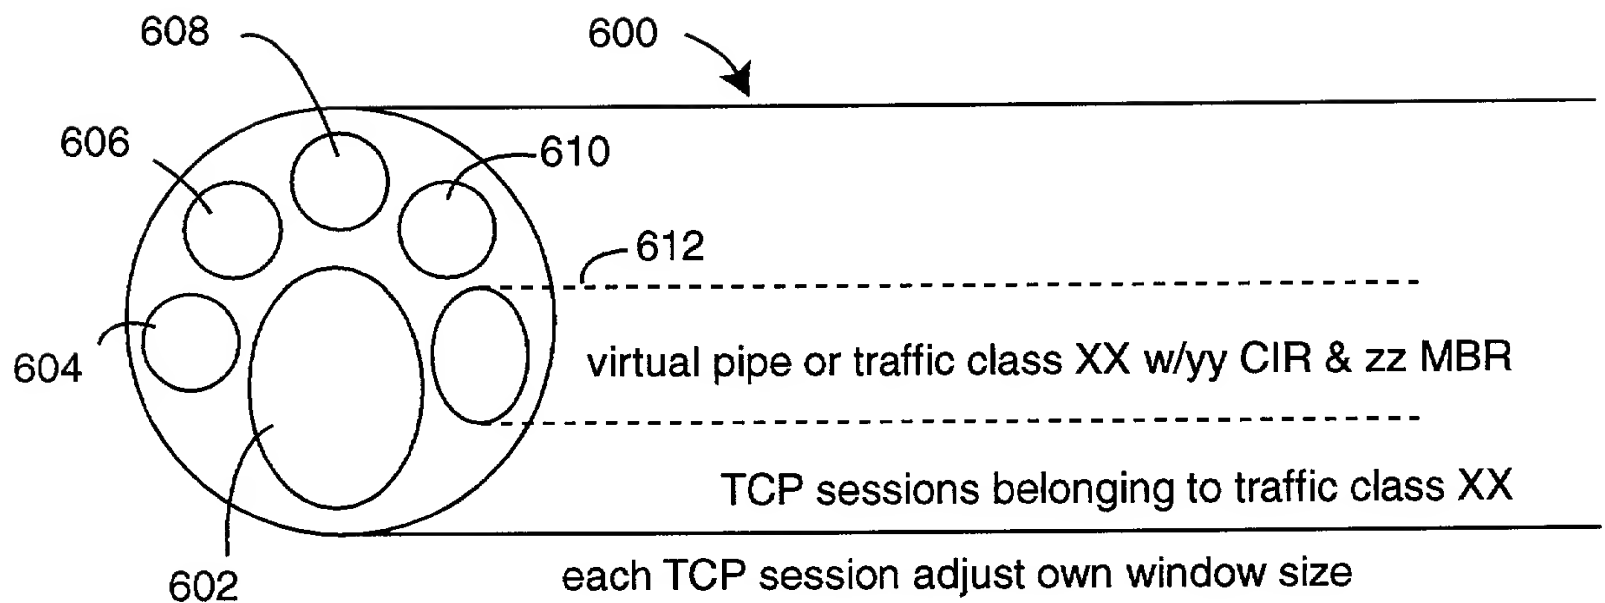 608
600
606
610
612
604
virtual pipe or traffic class XX w/yy CIR & zz MBR
TCP sessions belonging to traffic class XX
602
each TCP session adjust own window size